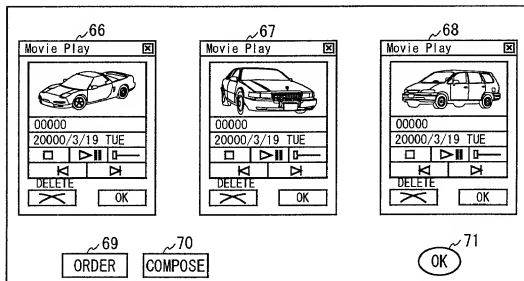 66 67 68
Movie Play Movie Play Movie Play
00000 00000 00000
20000/3/19 TUE 20000/3/19 TUE 20000/3/19 TUE
DELETE DELETE DELETE
OK OK OK
69 70 71
ORDER COMPOSE OK